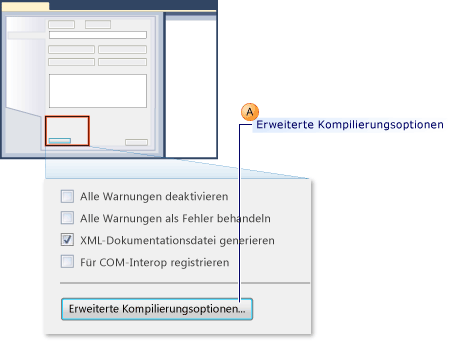 A
Erweiterte Kompilierungsoptionen
Alle Warnungen deaktivieren
Alle Warnungen als Fehler behandeln
XML-Dokumentationsdatei generieren
Für COM-Interop registrieren
Erweiterte Kompilierungsoptionen...